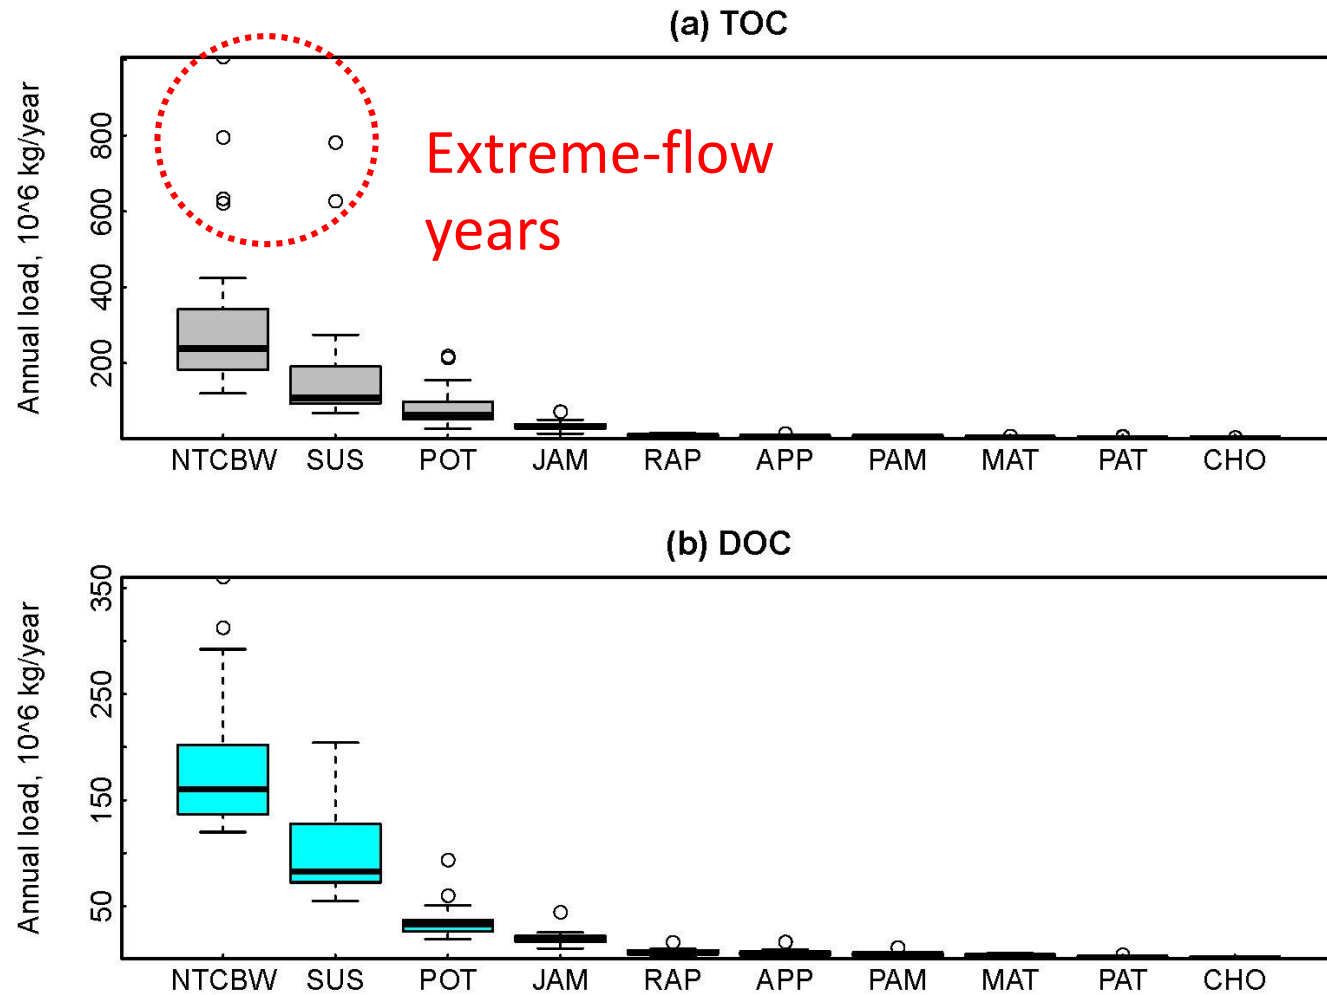 (a) TOC
Annual load, 10^6 kg/year
800
600
400
200
Extreme-flow
years
NTCBW SUS POT JAM RAP APP PAM MAT PAT CHO
(b) DOC
Annual load, 10^6 kg/year
350
250
150
50
NTCBW SUS POT JAM RAP APP PAM MAT PAT CHO